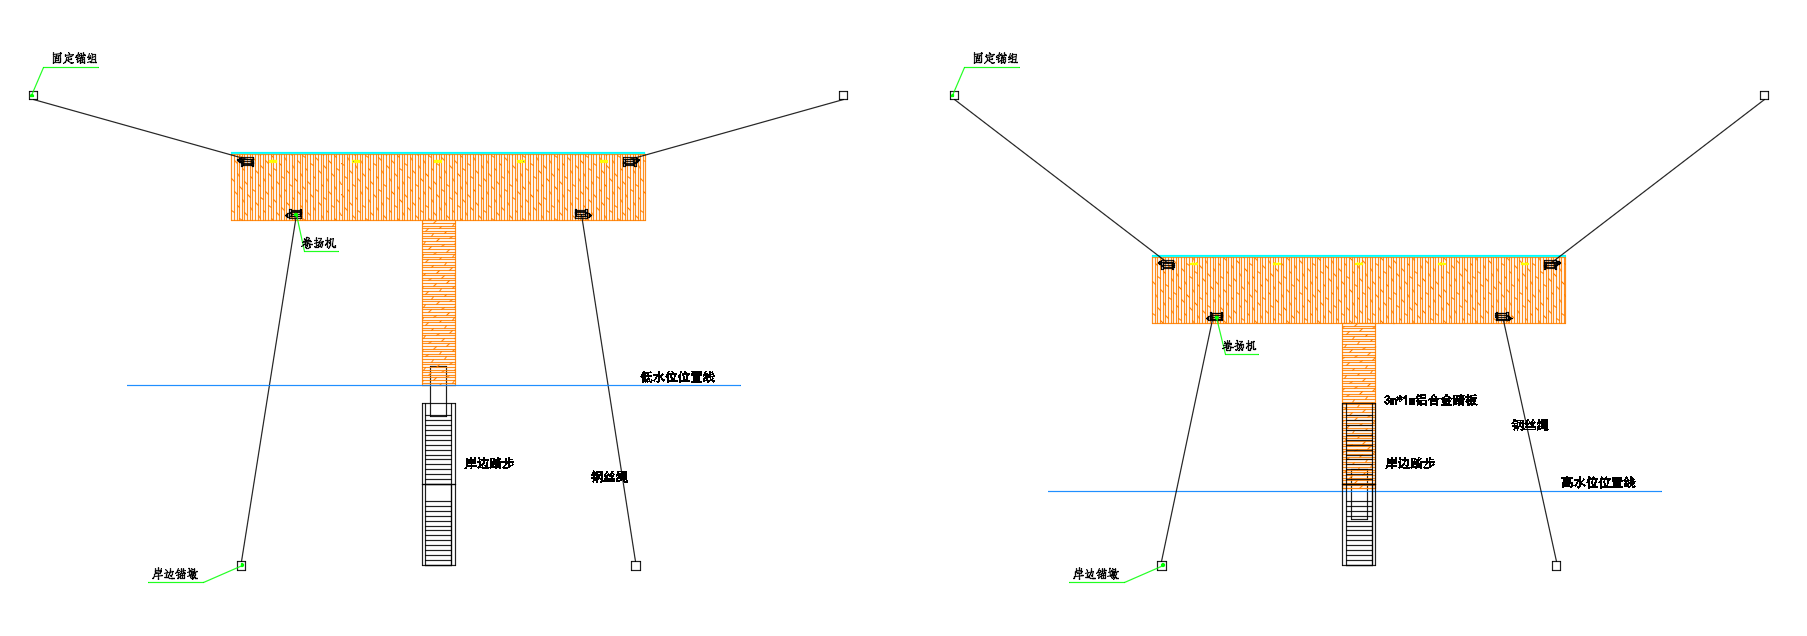 固定锚组
固定锚组
卷扬机
卷扬机
低水位位置线
3m*1m铝合金踏板
钢丝绳
岸边踏步
岸边踏步
钢丝绳
高水位位置线
岸边锚墩
岸边锚墩